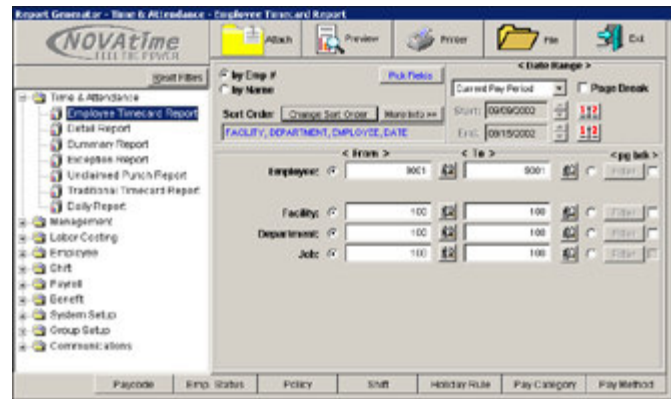 Report Generator - Time & Attendance - Employee Timecard Report
NOVAtime
TELL THE POWER
Attach
Preview
Printer
File
Exit
Reset Filters
Time & Attendance
Employee Timecard Report
Detail Report
Summary Report
Exception Report
Unclaimed Punch Report
Traditional Timecard Report
Daily Report
Management
Labor Costing
Employee
Shift
Payroll
Benefit
System Setup
Group Setup
Communications
by Emp #
by Name
Pick Fields
Sort Order
Change Sort Order
More Info >>
FACILITY, DEPARTMENT, EMPLOYEE, DATE
< Date Range >
Current Pay Period
Page Break
Start: 09/09/2002
End: 09/15/2002
< From >
< To >
< pg brk >
Employee: 9001 9001 Filter
Facility: 100 100 Filter
Department: 100 100 Filter
Job: 100 100 Filter
Paycode
Emp. Status
Policy
Shift
Holiday Rule
Pay Category
Pay Method